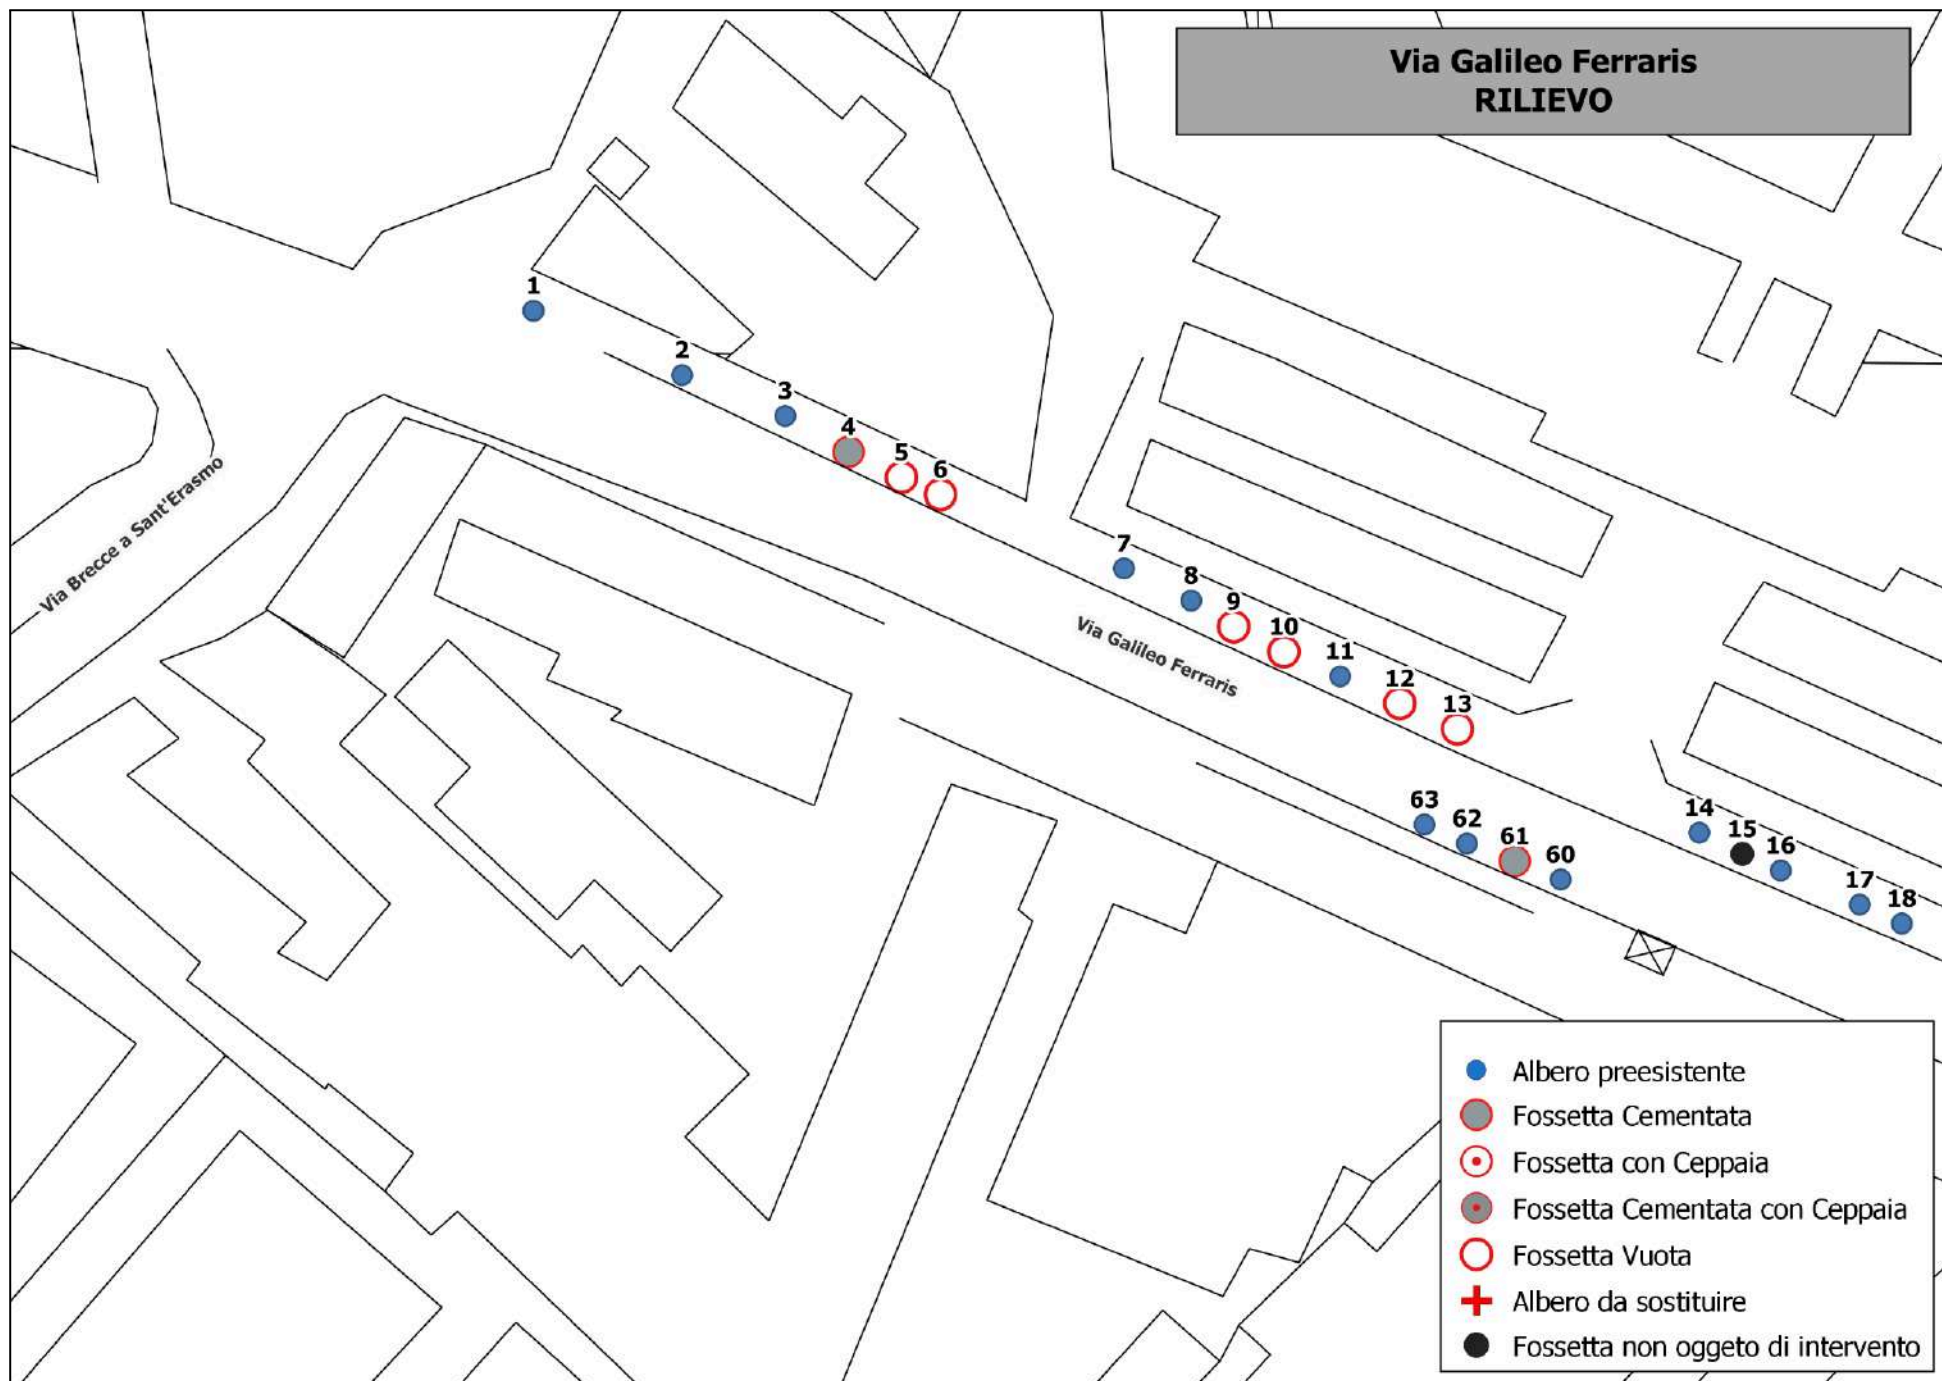 Via Galileo Ferraris
RILIEVO
1
2
3
4
5
6
Via Brecce a Sant'Erasmo
7
8
9
10
11
12
13
Via Galileo Ferraris
63
62
61
60
14
15
16
17
18
Albero preesistente
Fossetta Cementata
Fossetta con Ceppaia
Fossetta Cementata con Ceppaia
Fossetta Vuota
Albero da sostituire
Fossetta non oggeto di intervento